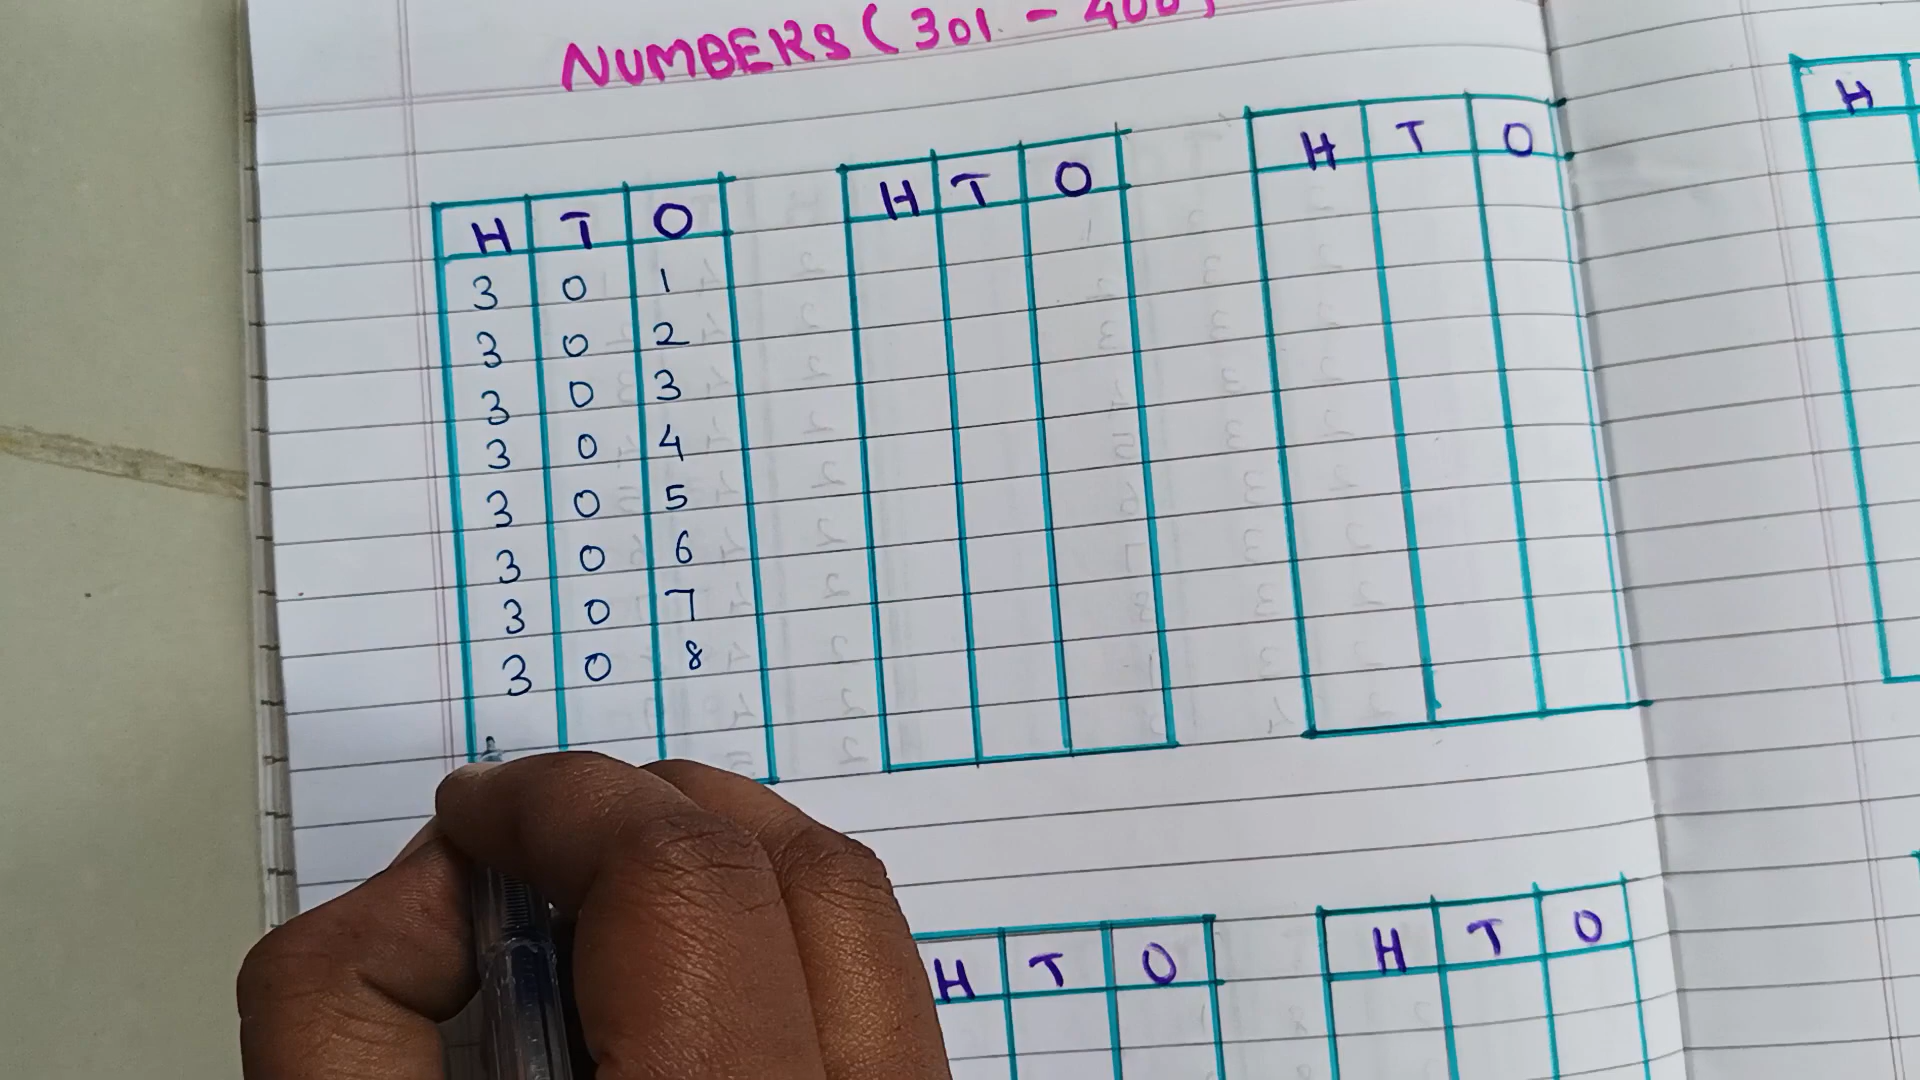 NUMBERS (301 - 400)
H T O
3 0 1
3 0 2
3 0 3
3 0 4
3 0 5
3 0 6
3 0 7
3 0 8
H T O
H T O
H
H T O
H T O